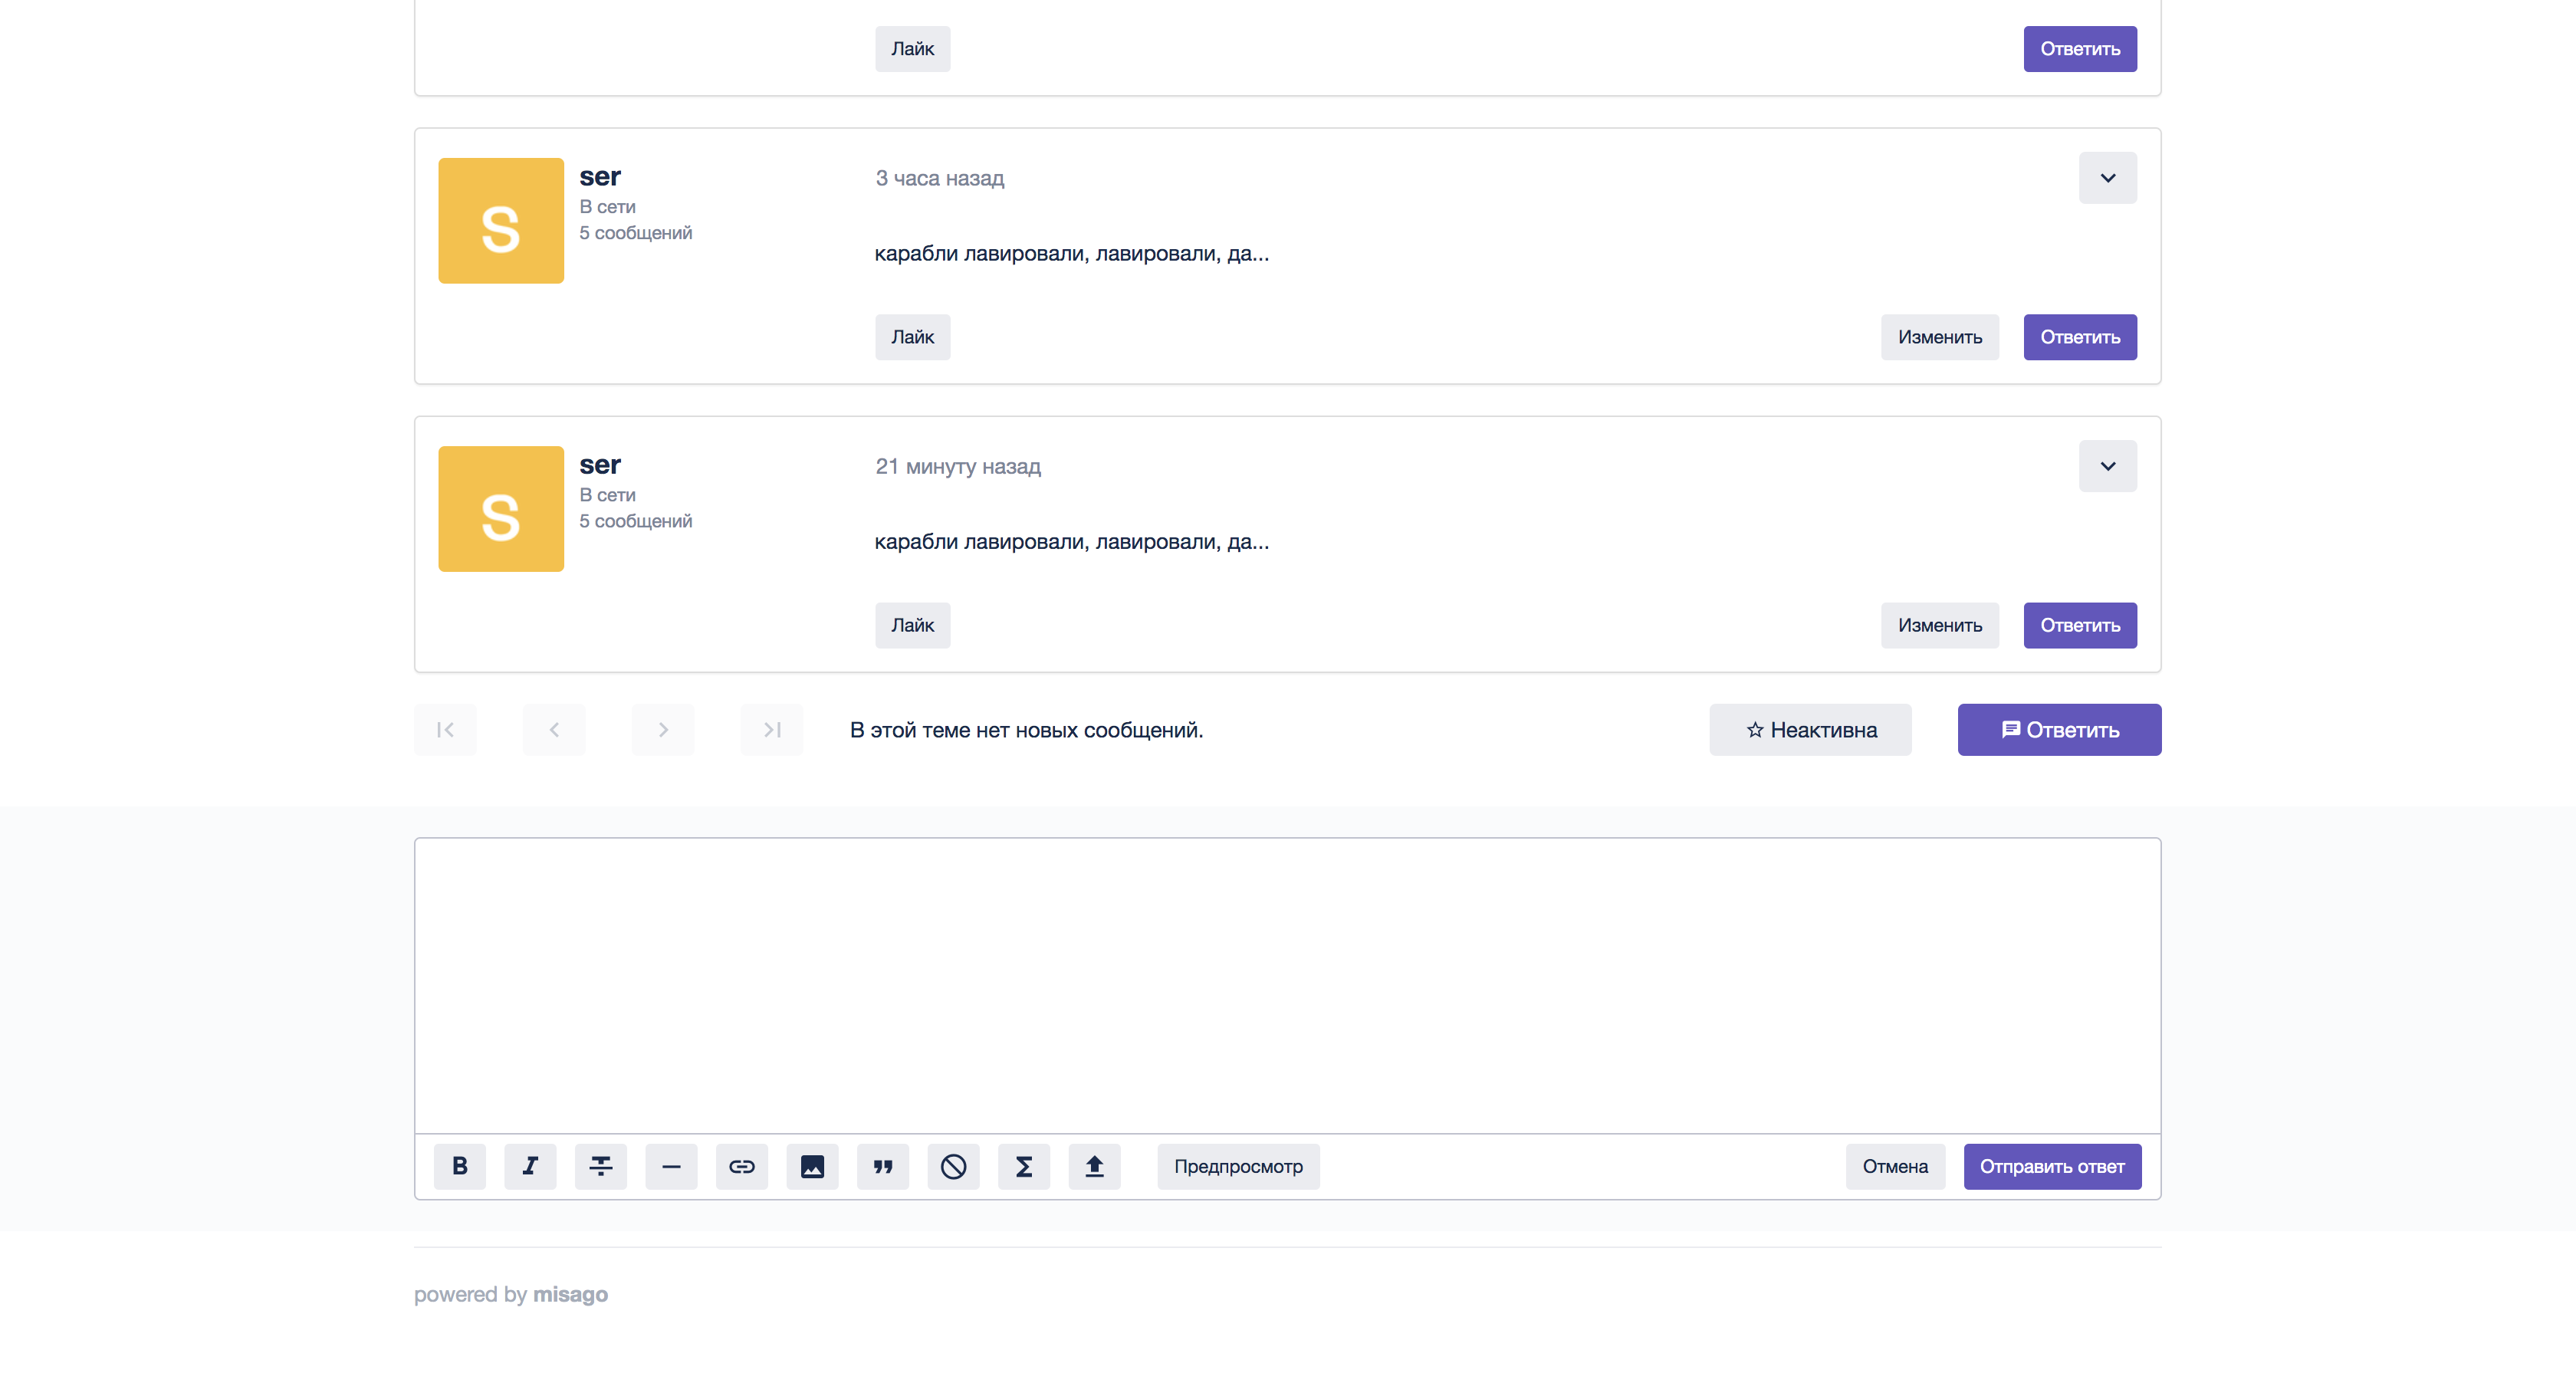 Лайк
Ответить
S
ser
В сети
5 сообщений
3 часа назад
карабли лавировали, лавировали, да...
Лайк
Изменить
Ответить
S
ser
В сети
5 сообщений
21 минуту назад
карабли лавировали, лавировали, да...
Лайк
Изменить
Ответить
В этой теме нет новых сообщений.
Неактивна
Ответить
Предпросмотр
Отмена
Отправить ответ
powered by misago